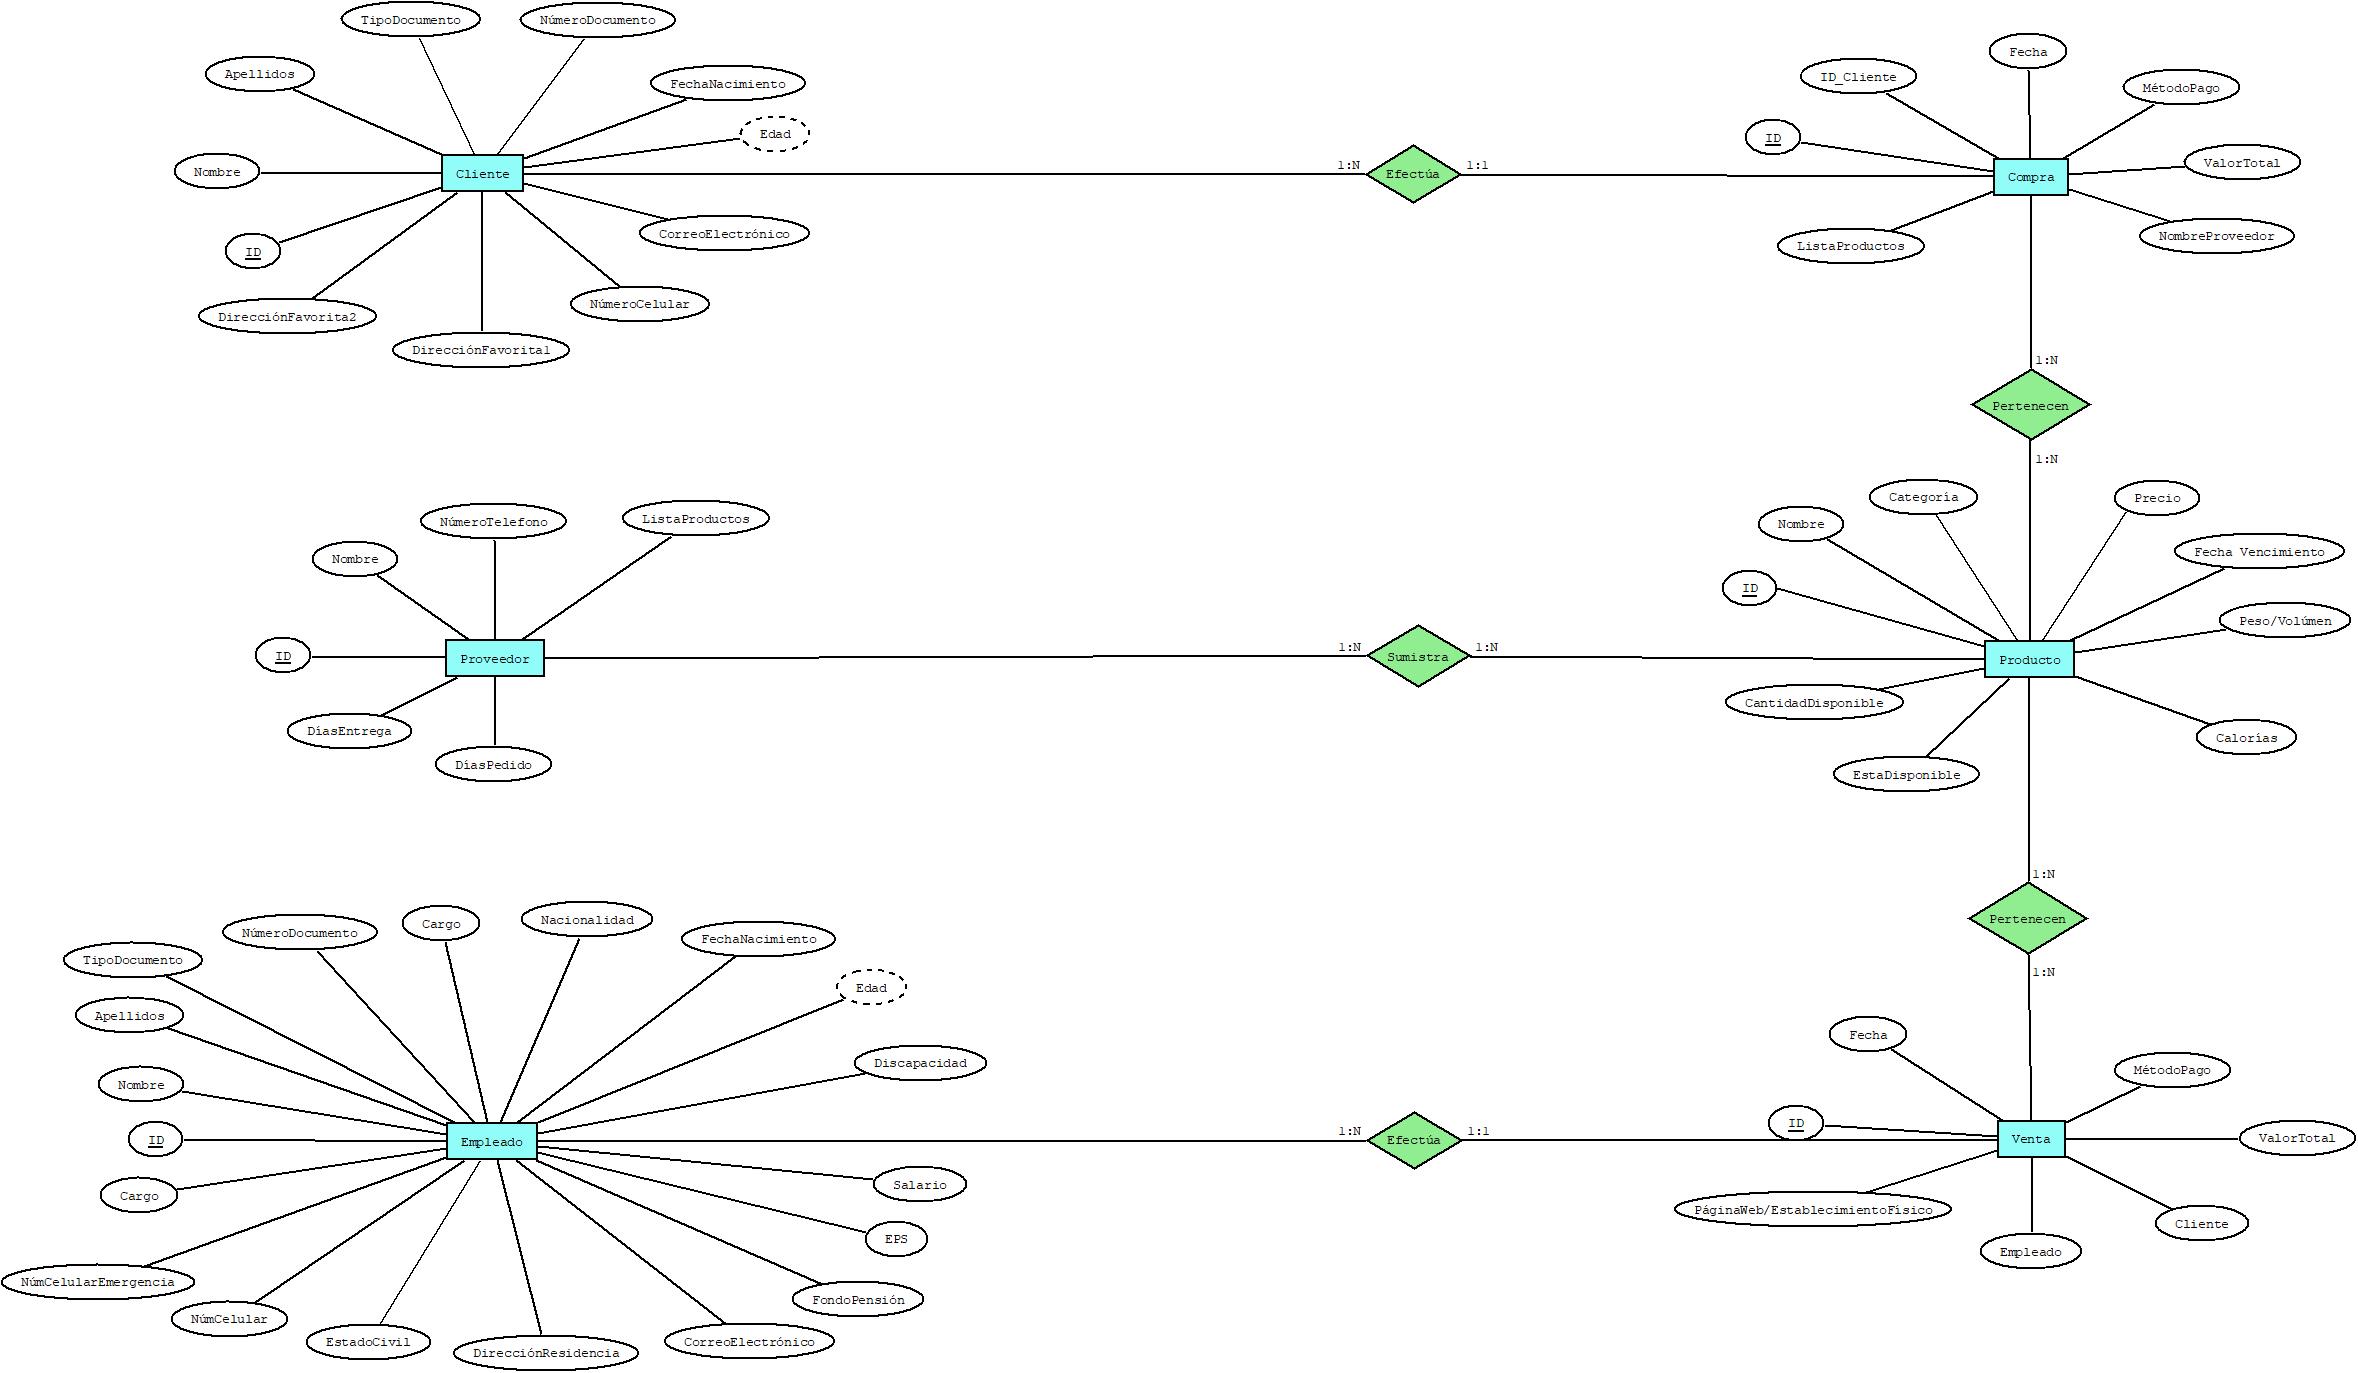 TipoDocumento
NúmeroDocumento
Apellidos
FechaNacimiento
Edad
Nombre
Cliente
ID
CorreoElectrónico
DirecciónFavorita2
NúmeroCelular
DirecciónFavorita1
1:N
Efectúa
1:1
Fecha
ID_Cliente
MétodoPago
ID
ValorTotal
Compra
ListaProductos
NombreProveedor
1:N
Pertenecen
1:N
NúmeroTelefono
ListaProductos
Nombre
ID
Proveedor
DíasEntrega
DíasPedido
1:N
Sumistra
1:N
Categoría
Precio
Nombre
Fecha Vencimiento
ID
Peso/Volúmen
Producto
CantidadDisponible
Calorías
EstaDisponible
1:N
Pertenecen
1:N
NúmeroDocumento
Cargo
Nacionalidad
FechaNacimiento
TipoDocumento
Edad
Apellidos
Discapacidad
Nombre
ID
Empleado
Cargo
Salario
EPS
NúmCelularEmergencia
FondoPensión
NúmCelular
EstadoCivil
DirecciónResidencia
CorreoElectrónico
1:N
Efectúa
1:1
Fecha
MétodoPago
ID
Venta
ValorTotal
PáginaWeb/EstablecimientoFísico
Cliente
Empleado